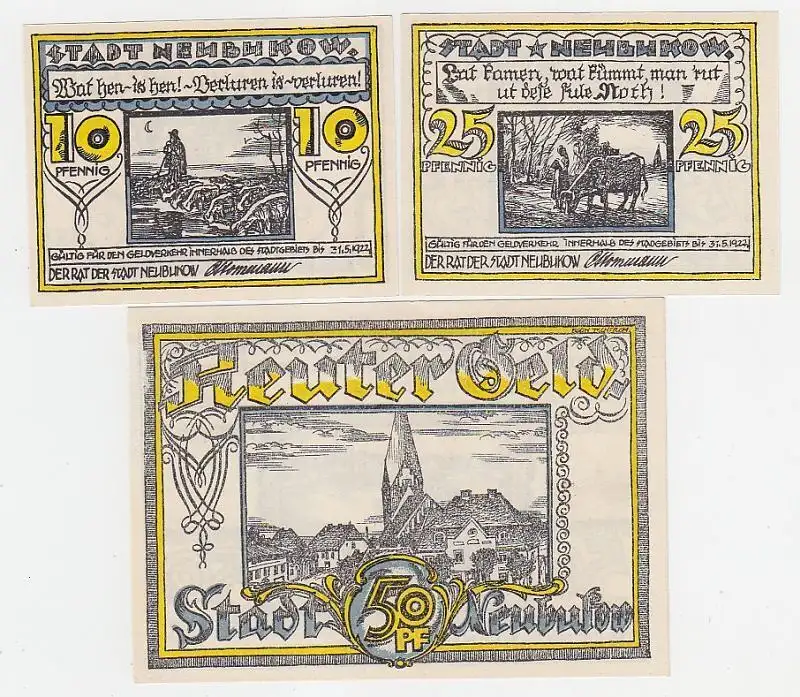 STADT NEUBUKOW.
Wat hen is hen! ~ Verluren is ~ verluren!
10 10
PFENNIG PFENNIG
GÜLTIG FÜR DEN GELDVERKEHR INNERHALB DES STADTGEBIETS BIS 31.5.1922
DER RAT DER STADT NEUBUKOW
STADT ★ NEUBUKOW.
Lat kamen, wat kümmt, man 'rut
ut dese fule Noth!
25 25
PFENNIG PFENNIG
GÜLTIG FÜR DEN GELDVERKEHR INNERHALB DES STADTGEBIETS BIS 31.5.1922
DER RAT DER STADT NEUBUKOW
Reuter Geld
Stadt 50 Neubukow
PF